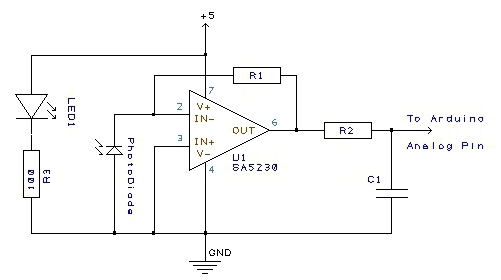 +5
R1
7
2
V+
IN-
LED1
To Arduino
OUT
6
R2
3
IN+
V-
Analog Pin
U1
SA5230
4
PhotoDiode
100
R3
C1
GND